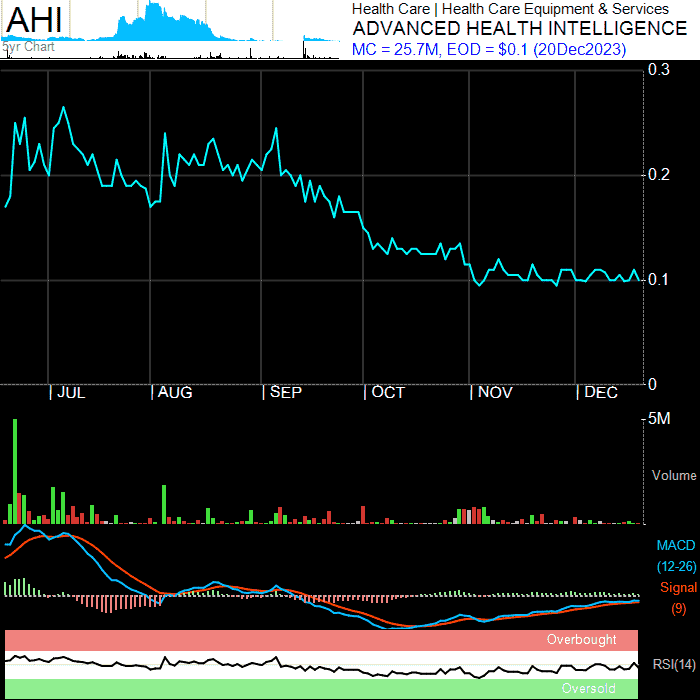 AHI
5yr Chart
Health Care | Health Care Equipment & Services
ADVANCED HEALTH INTELLIGENCE
MC = 25.7M, EOD = $0.1 (20Dec2023)
0.3
0.2
0.1
0
| JUL | AUG | SEP | OCT | NOV | DEC
5M
Volume
MACD
(12-26)
Signal
(9)
Overbought
RSI(14)
Oversold